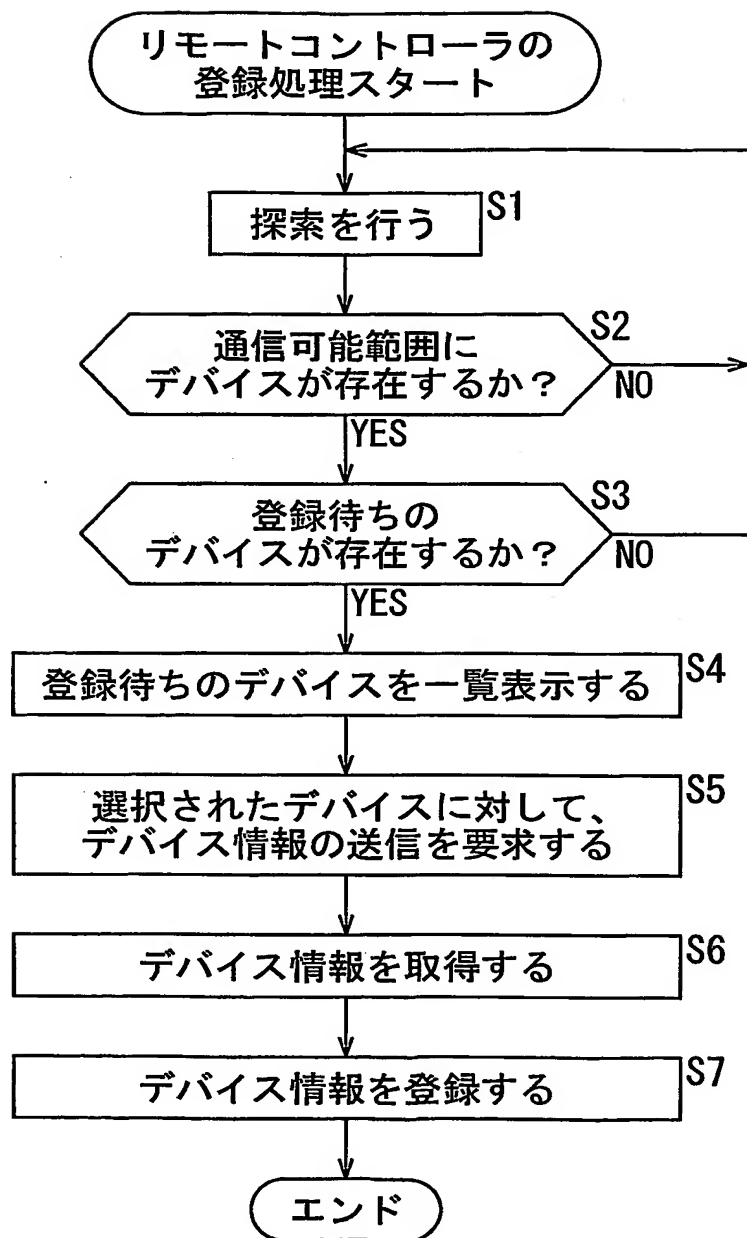 リモートコントローラの
登録処理スタート
探索を行う
S1
通信可能範囲に
デバイスが存在するか？
S2
NO
YES
登録待ちの
デバイスが存在するか？
S3
NO
YES
登録待ちのデバイスを一覧表示する
S4
選択されたデバイスに対して、
デバイス情報の送信を要求する
S5
デバイス情報を取得する
S6
デバイス情報を登録する
S7
エンド